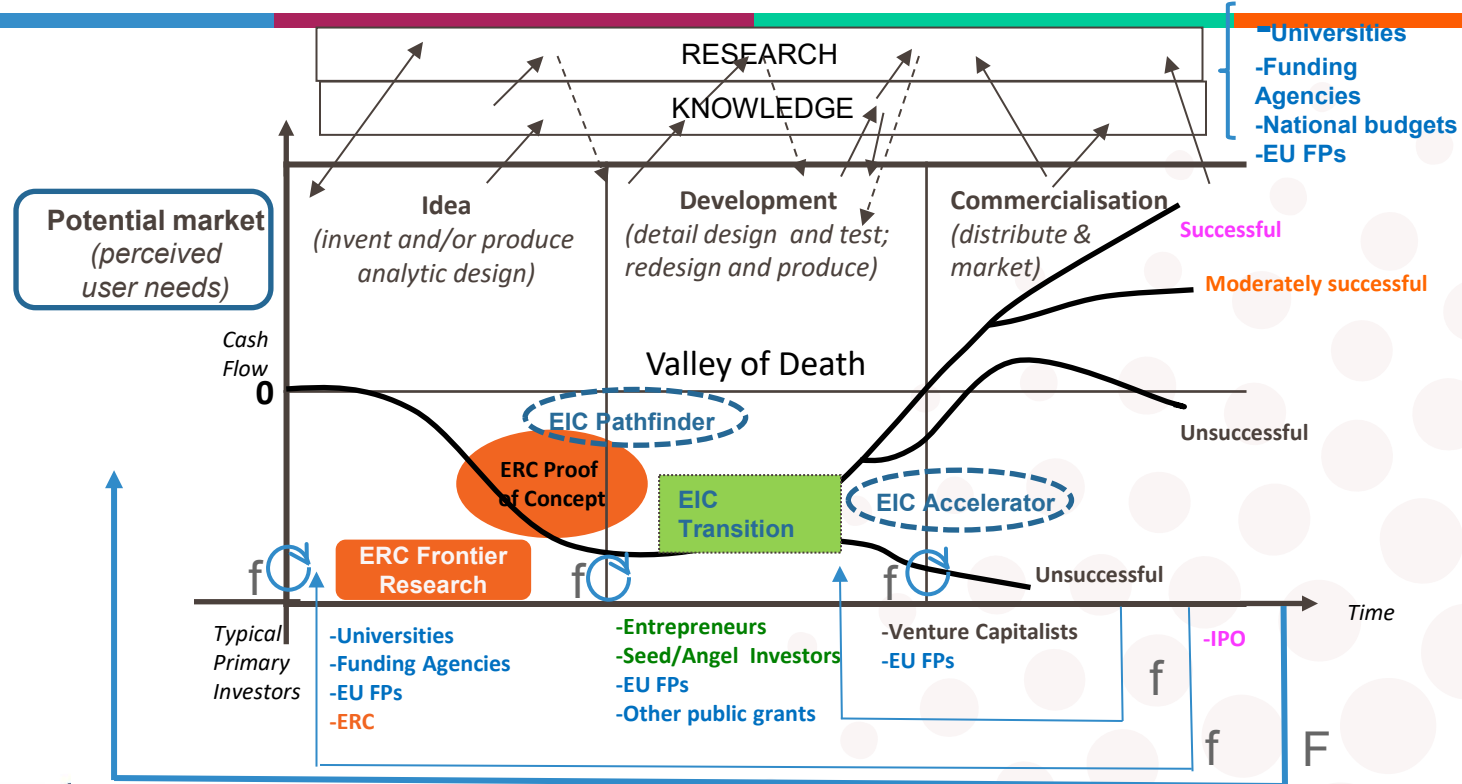 RESEARCH
KNOWLEDGE
-Universities
-Funding
Agencies
-National budgets
-EU FPs
Potential market
(perceived
user needs)
Idea
(invent and/or produce
analytic design)
Development
(detail design and test;
redesign and produce)
Commercialisation
(distribute &
market)
Successful
Moderately successful
Cash
Flow
0
Valley of Death
EIC Pathfinder
Unsuccessful
ERC Proof
of Concept
EIC
Transition
EIC Accelerator
ERC Frontier
Research
f
f
f
Unsuccessful
Time
Typical
Primary
Investors
-Universities
-Funding Agencies
-EU FPs
-ERC
-Entrepreneurs
-Seed/Angel Investors
-EU FPs
-Other public grants
-Venture Capitalists
-EU FPs
-IPO
f
f
F